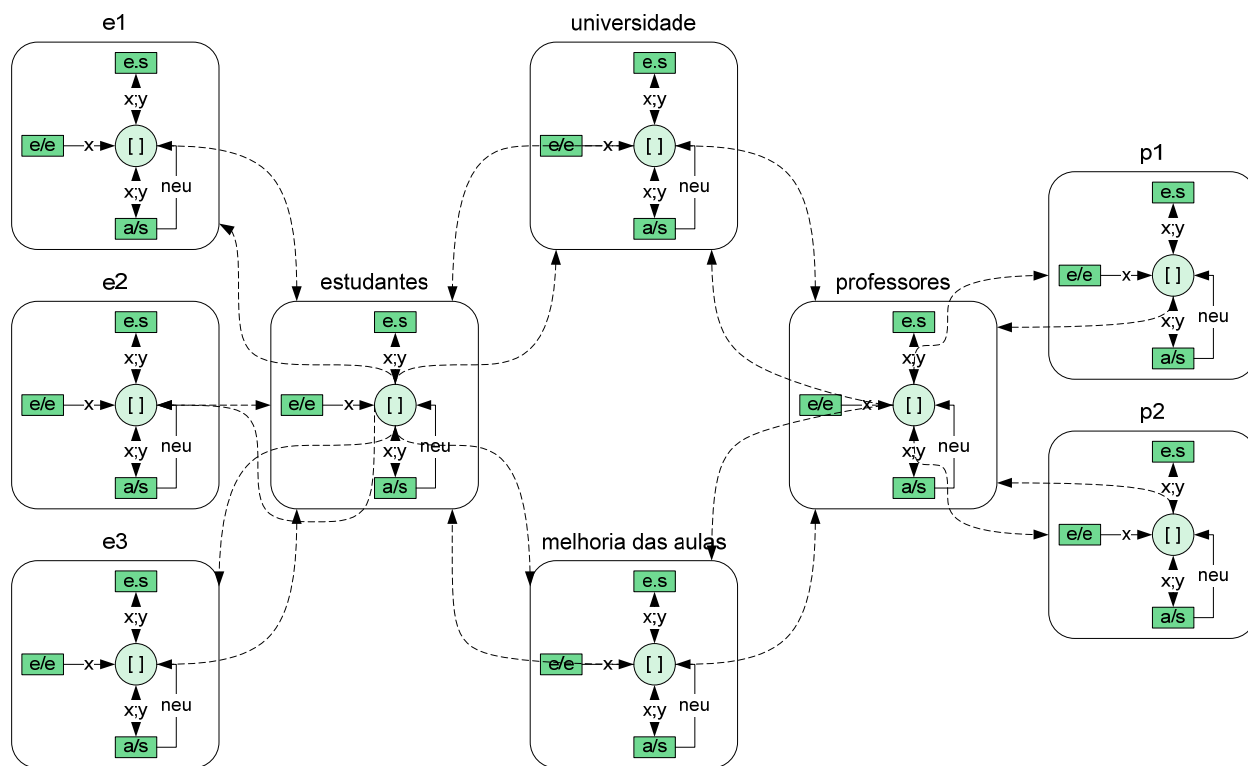 e1
e.s
x;y
e/e
x
[ ]
x;y
neu
a/s
universidade
e.s
x;y
e/e
x
[ ]
x;y
neu
a/s
p1
e.s
x;y
e/e
x
[ ]
x;y
neu
a/s
e2
e.s
x;y
e/e
x
[ ]
x;y
neu
a/s
estudantes
e.s
x;y
e/e
x
[ ]
x;y
neu
a/s
professores
e.s
x;y
e/e
x
[ ]
x;y
neu
a/s
p2
e.s
x;y
e/e
x
[ ]
x;y
neu
a/s
e3
e.s
x;y
e/e
x
[ ]
x;y
neu
a/s
melhoria das aulas
e.s
x;y
e/e
x
[ ]
x;y
neu
a/s